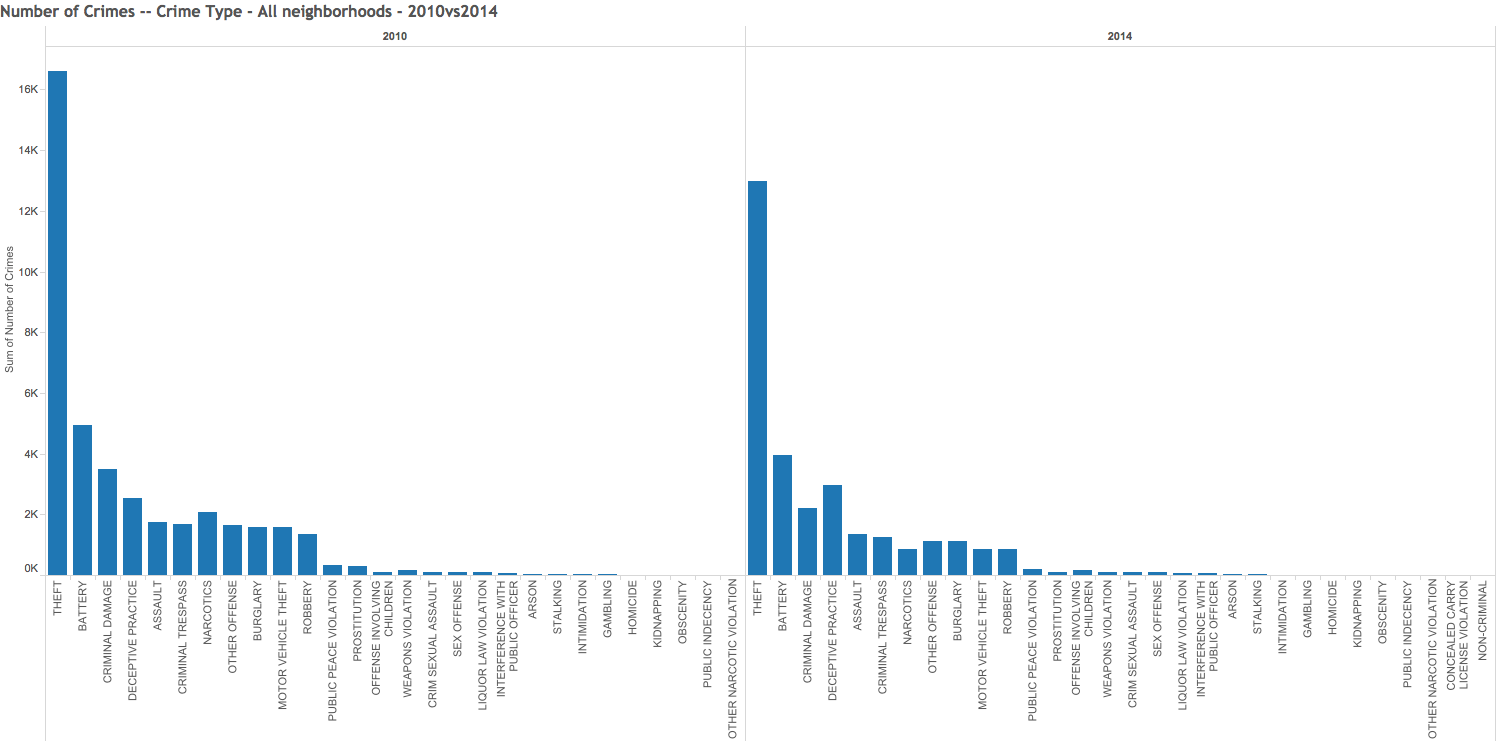 Number of Crimes -- Crime Type - All neighborhoods - 2010vs2014
2010
2014
Sum of Number of Crimes
16K
14K
12K
10K
8K
6K
4K
2K
0K
THEFT
BATTERY
CRIMINAL DAMAGE
DECEPTIVE PRACTICE
ASSAULT
CRIMINAL TRESPASS
NARCOTICS
OTHER OFFENSE
BURGLARY
MOTOR VEHICLE THEFT
ROBBERY
PUBLIC PEACE VIOLATION
PROSTITUTION
OFFENSE INVOLVING
CHILDREN
WEAPONS VIOLATION
CRIM SEXUAL ASSAULT
SEX OFFENSE
LIQUOR LAW VIOLATION
INTERFERENCE WITH
PUBLIC OFFICER
ARSON
STALKING
INTIMIDATION
GAMBLING
HOMICIDE
KIDNAPPING
OBSCENITY
PUBLIC INDECENCY
OTHER NARCOTIC VIOLATION
THEFT
BATTERY
CRIMINAL DAMAGE
DECEPTIVE PRACTICE
ASSAULT
CRIMINAL TRESPASS
NARCOTICS
OTHER OFFENSE
BURGLARY
MOTOR VEHICLE THEFT
ROBBERY
PUBLIC PEACE VIOLATION
PROSTITUTION
OFFENSE INVOLVING
CHILDREN
WEAPONS VIOLATION
CRIM SEXUAL ASSAULT
SEX OFFENSE
LIQUOR LAW VIOLATION
INTERFERENCE WITH
PUBLIC OFFICER
ARSON
STALKING
INTIMIDATION
GAMBLING
HOMICIDE
KIDNAPPING
OBSCENITY
PUBLIC INDECENCY
OTHER NARCOTIC VIOLATION
CONCEALED CARRY
LICENSE VIOLATION
NON-CRIMINAL